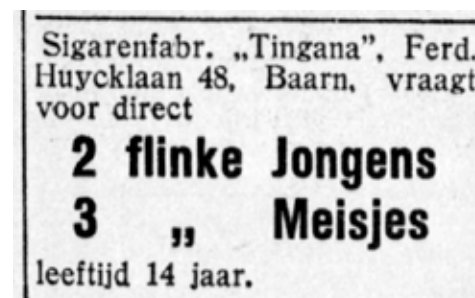 Sigarenfabr. „Tingana”, Ferd.
Huycklaan 48, Baarn, vraagt
voor direct
2 flinke Jongens
3 „ Meisjes
leeftijd 14 jaar.